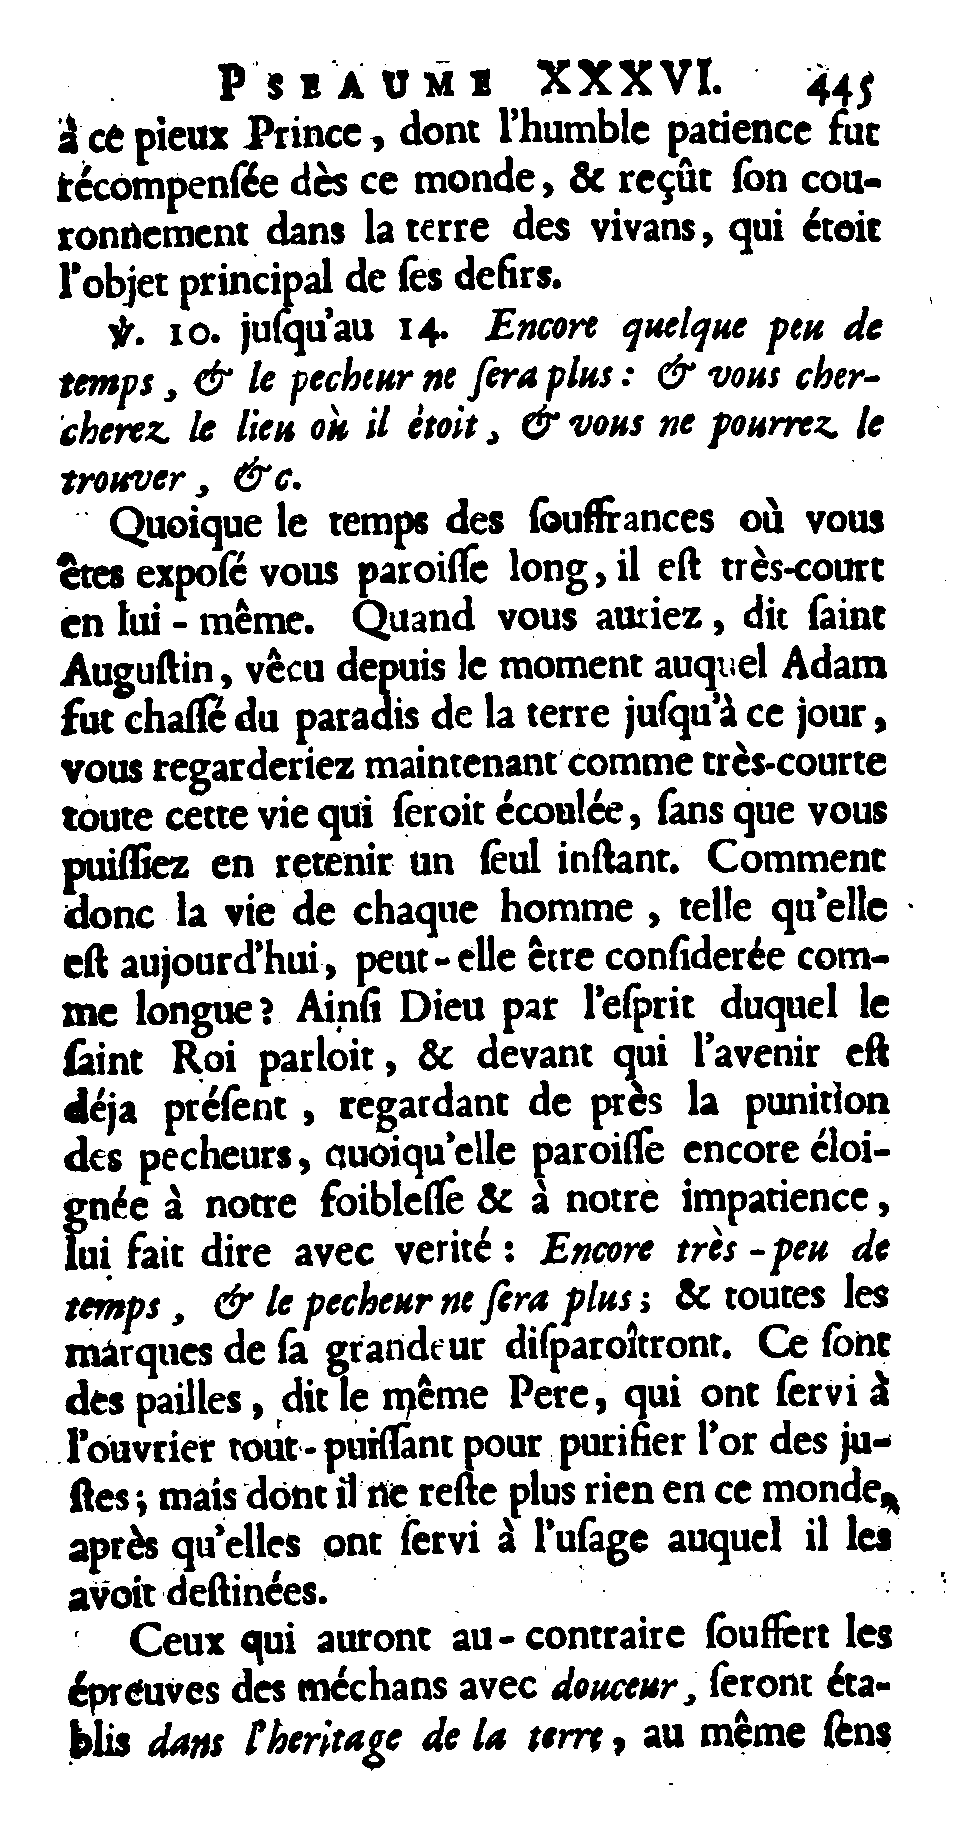 PSEAUME XXXVI. 445
à ce pieux Prince, dont l'humble patience fut
récompenſée dès ce monde, & reçût ſon cou-
ronnement dans la terre des vivans, qui étoit
l'objet principal de ſes deſirs.
℣. 10. juſqu'au 14. Encore quelque peu de
temps, & le pecheur ne ſera plus: & vous cher-
cherez le lieu où il étoit, & vous ne pourrez le
trouver, &c.
Quoique le temps des ſouffrances où vous
êtes expoſé vous paroiſſe long, il eſt très-court
en lui-même. Quand vous auriez, dit ſaint
Auguſtin, vêcu depuis le moment auquel Adam
fut chaſſé du paradis de la terre juſqu'à ce jour,
vous regarderiez maintenant comme très-courte
toute cette vie qui ſeroit écoulée, ſans que vous
puiſſiez en retenir un ſeul inſtant. Comment
donc la vie de chaque homme, telle qu'elle
eſt aujourd'hui, peut-elle être conſiderée com-
me longue? Ainſi Dieu par l'eſprit duquel le
ſaint Roi parloit, & devant qui l'avenir eſt
déja préſent, regardant de près la punition
des pecheurs, quoiqu'elle paroiſſe encore éloi-
gnée à notre foibleſſe & à notre impatience,
lui fait dire avec verité: Encore très-peu de
temps, & le pecheur ne ſera plus; & toutes les
marques de ſa grandeur diſparoîtront. Ce ſont
des pailles, dit le même Pere, qui ont ſervi à
l'ouvrier tout-puiſſant pour purifier l'or des ju-
ſtes; mais dont il ne reſte plus rien en ce monde,
après qu'elles ont ſervi à l'uſage auquel il les
avoit deſtinées.
Ceux qui auront au-contraire ſouffert les
épreuves des méchans avec douceur, ſeront éta-
blis dans l'heritage de la terre, au même ſens